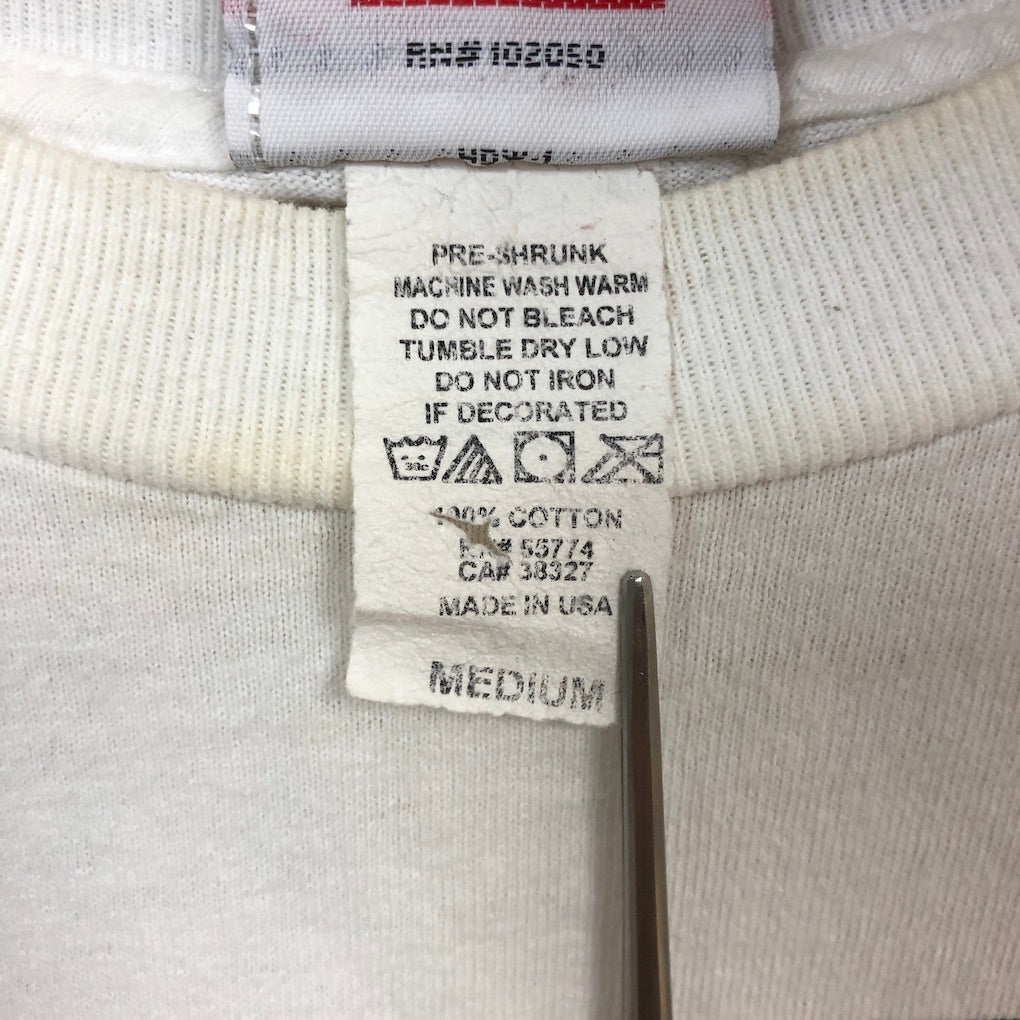 RN#102050
PRE-SHRUNK
MACHINE WASH WARM
DO NOT BLEACH
TUMBLE DRY LOW
DO NOT IRON
IF DECORATED
30c
100% COTTON
RN# 55774
CA# 38327
MADE IN USA
MEDIUM